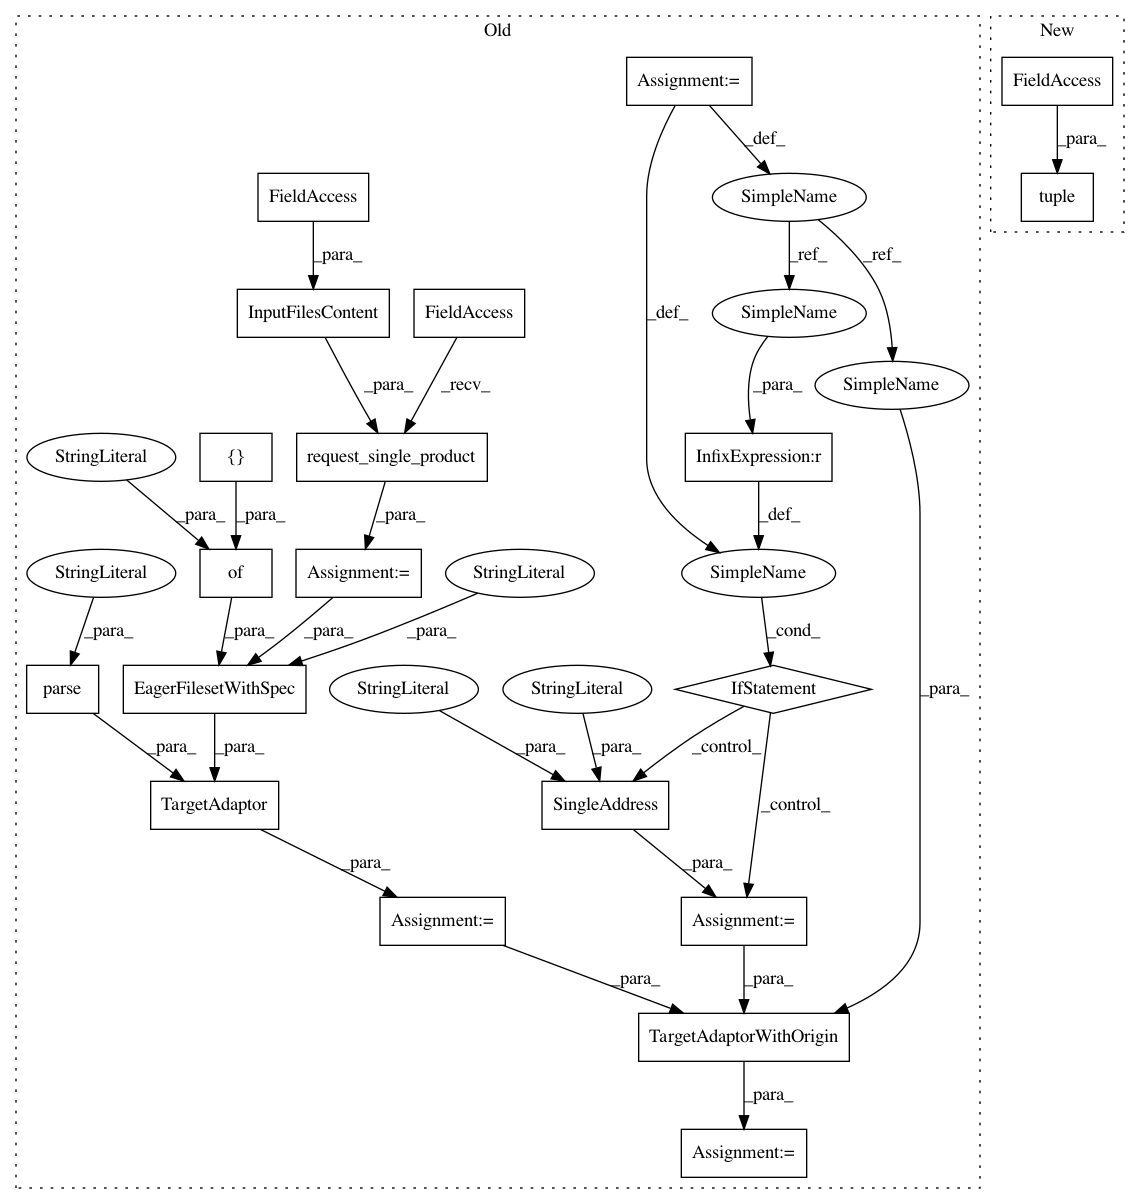 Old
New
Assignment:=
FieldAccess
_para_
_def_
FieldAccess
SimpleName
tuple
_para_
_ref_
_ref_
InputFilesContent
FieldAccess
_def_
SimpleName
SimpleName
_para_
_recv_
_para_
StringLiteral
{}
request_single_product
InfixExpression:r
_para_
_para_
_para_
_def_
StringLiteral
of
Assignment:=
StringLiteral
SimpleName
_para_
_para_
_para_
_para_
_cond_
parse
EagerFilesetWithSpec
StringLiteral
StringLiteral
IfStatement
_para_
_para_
_para_
_para_
_para_
_control_
TargetAdaptor
SingleAddress
_control_
_para_
_para_
Assignment:=
Assignment:=
_para_
_para_
TargetAdaptorWithOrigin
_para_
Assignment:=